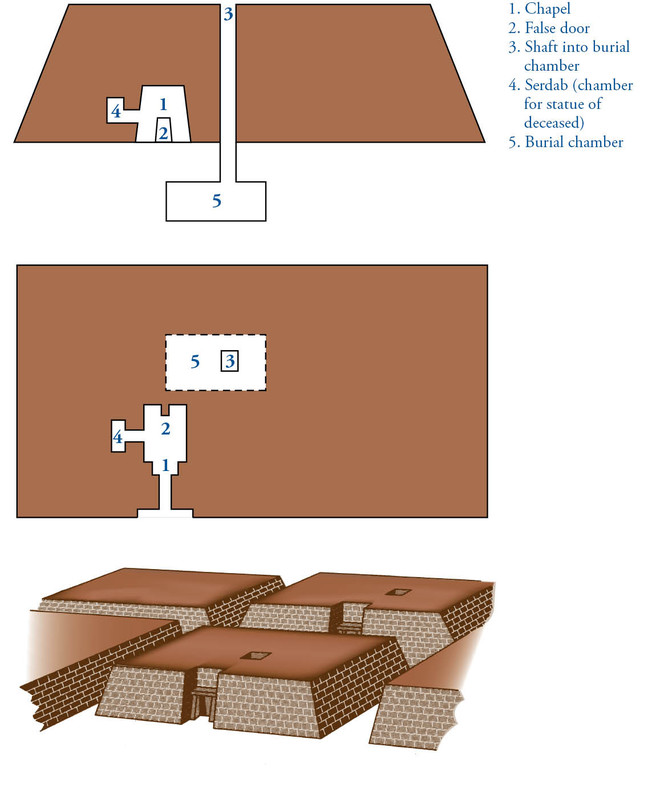 1. Chapel
2. False door
3. Shaft into burial
chamber
4. Serdab (chamber
for statue of
deceased)
5. Burial chamber
3
4
1
2
5
5
3
4
2
1